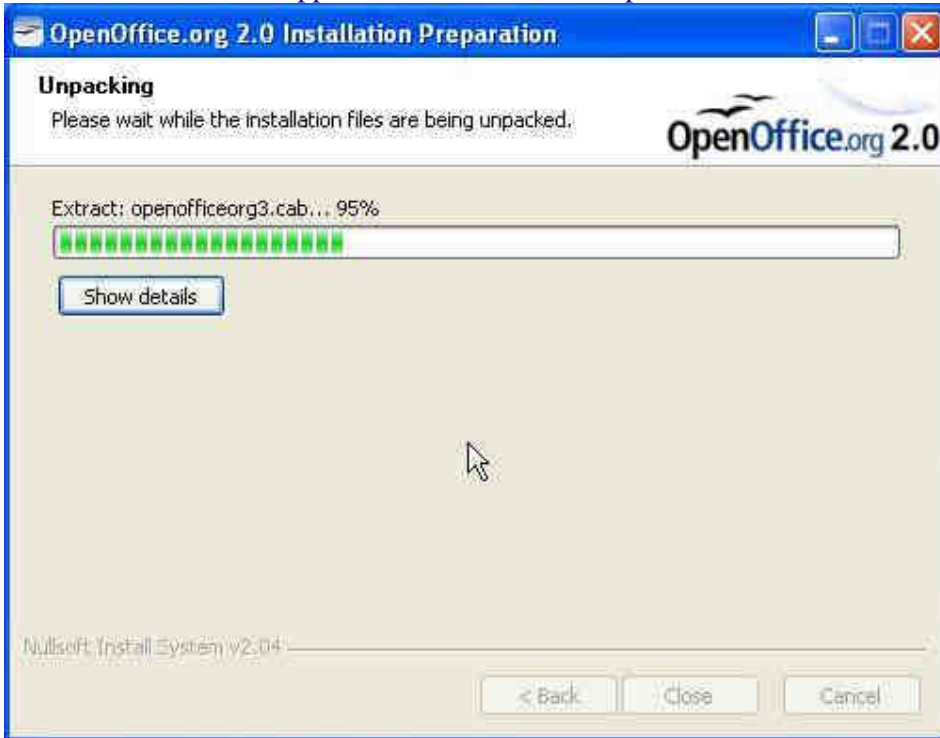 OpenOffice.org 2.0 Installation Preparation
Unpacking
Please wait while the installation files are being unpacked.
OpenOffice.org 2.0
Extract: openofficeorg3.cab... 95%
Show details
Nullsoft Install System v2.04
< Back
Close
Cancel